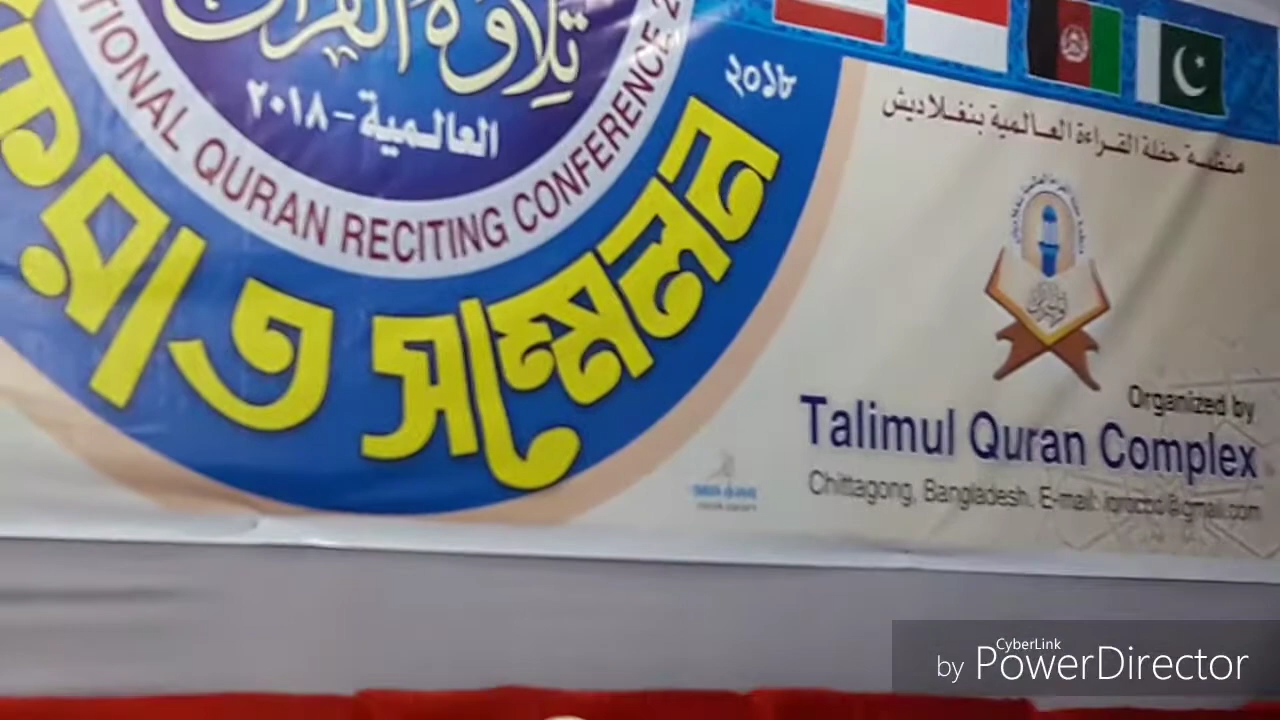 تلاوة القرآن
العالمية - ٢٠١٨
QURAN RECITING CONFERENCE
২০১৮
সম্মেলন
منظمة حفلة القراءة العالمية بنغلاديش
Organized by
Talimul Quran Complex
Chittagong, Bangladesh. E-mail:
CyberLink
by PowerDirector